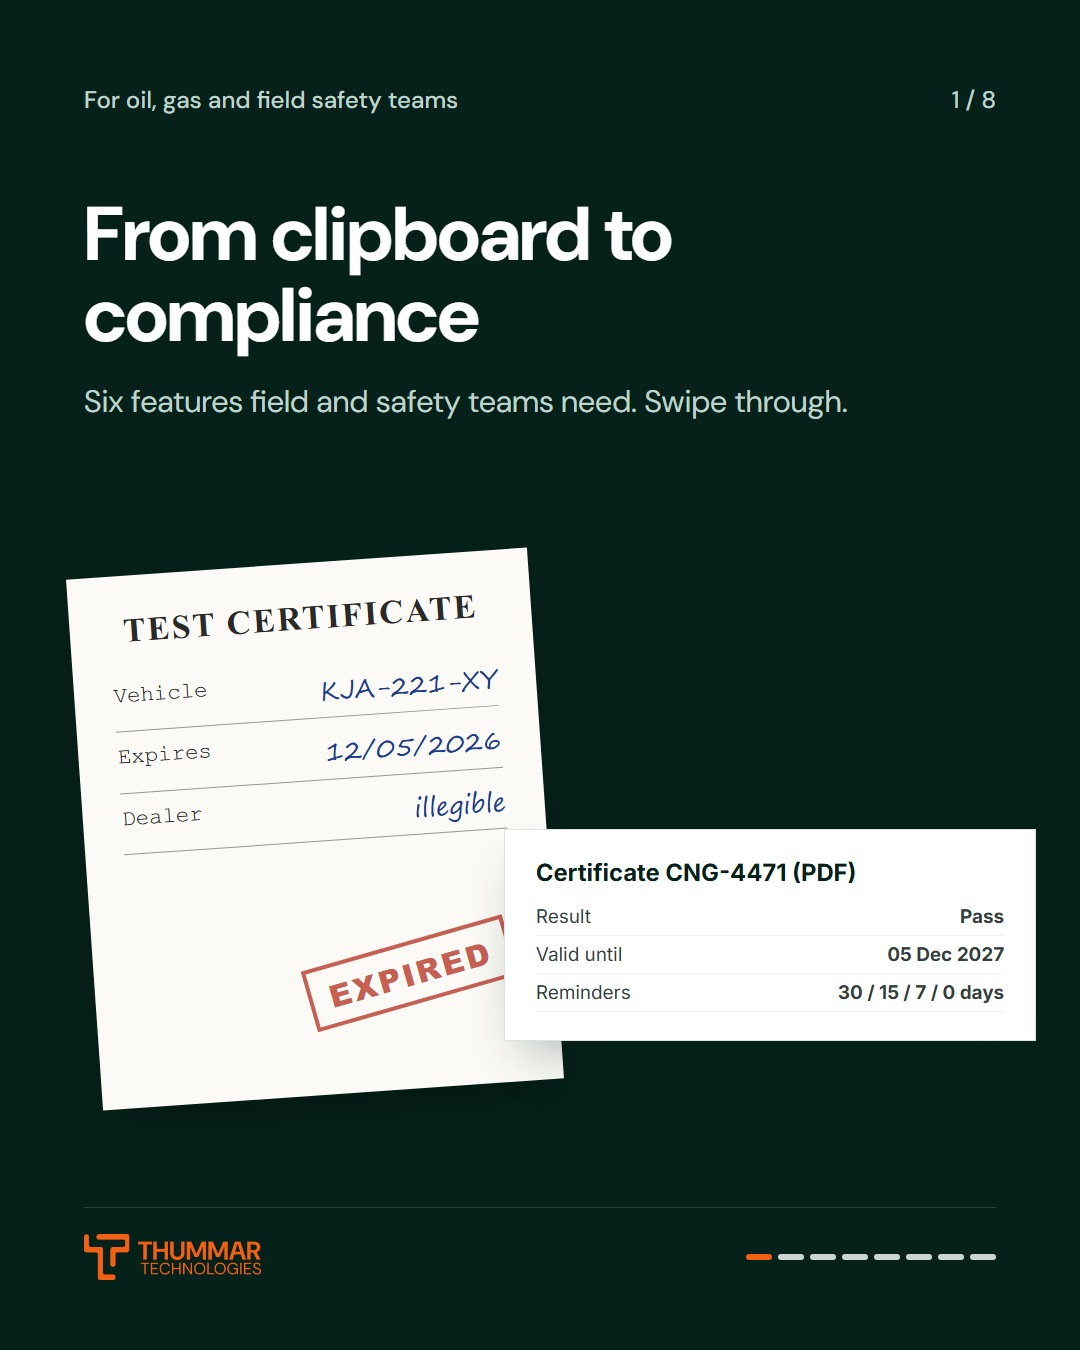 For oil, gas and field safety teams
1 / 8
From clipboard to
compliance
Six features field and safety teams need. Swipe through.
TEST CERTIFICATE
Vehicle KJA-221-XY
Expires 12/05/2026
Dealer illegible
EXPIRED
Certificate CNG-4471 (PDF)
Result Pass
Valid until 05 Dec 2027
Reminders 30 / 15 / 7 / 0 days
THUMMAR
TECHNOLOGIES